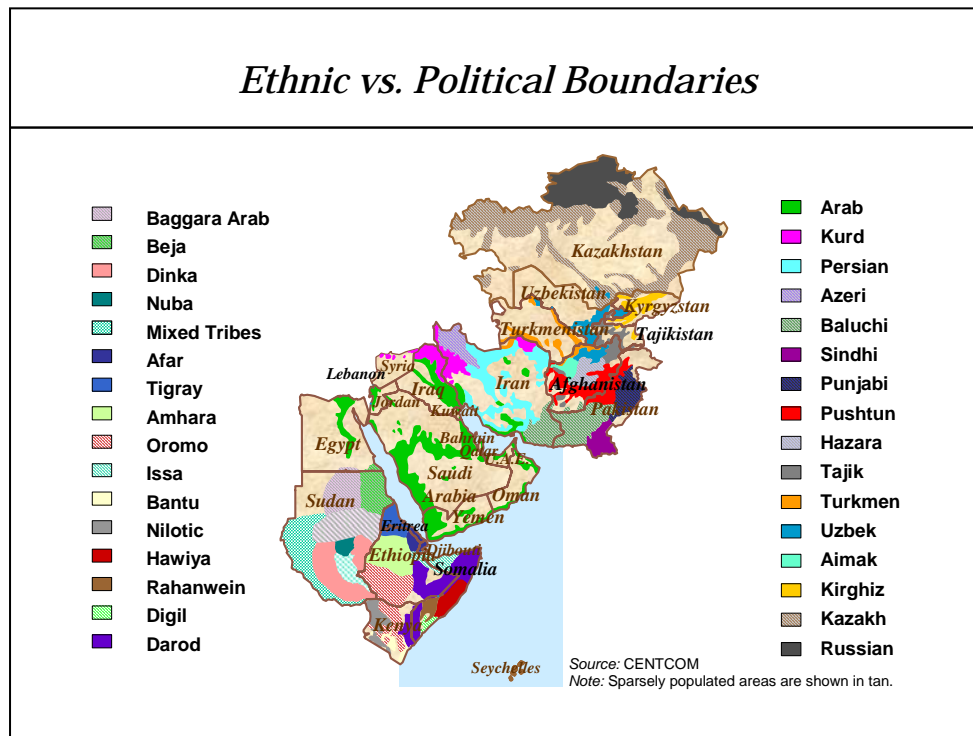 Ethnic vs. Political Boundaries
Baggara Arab
Beja
Dinka
Nuba
Mixed Tribes
Afar
Tigray
Amhara
Oromo
Issa
Bantu
Nilotic
Hawiya
Rahanwein
Digil
Darod
Kazakhstan
Uzbekistan
Kyrgyzstan
Turkmenistan
Tajikistan
Syria
Lebanon
Iran
Afghanistan
Iraq
Jordan
Kuwait
Pakistan
Egypt
Bahrain
Qatar
U.A.E.
Saudi
Arabia
Oman
Sudan
Yemen
Eritrea
Djibouti
Ethiopia
Somalia
Kenya
Seychelles
Arab
Kurd
Persian
Azeri
Baluchi
Sindhi
Punjabi
Pushtun
Hazara
Tajik
Turkmen
Uzbek
Aimak
Kirghiz
Kazakh
Russian
Source: CENTCOM
Note: Sparsely populated areas are shown in tan.